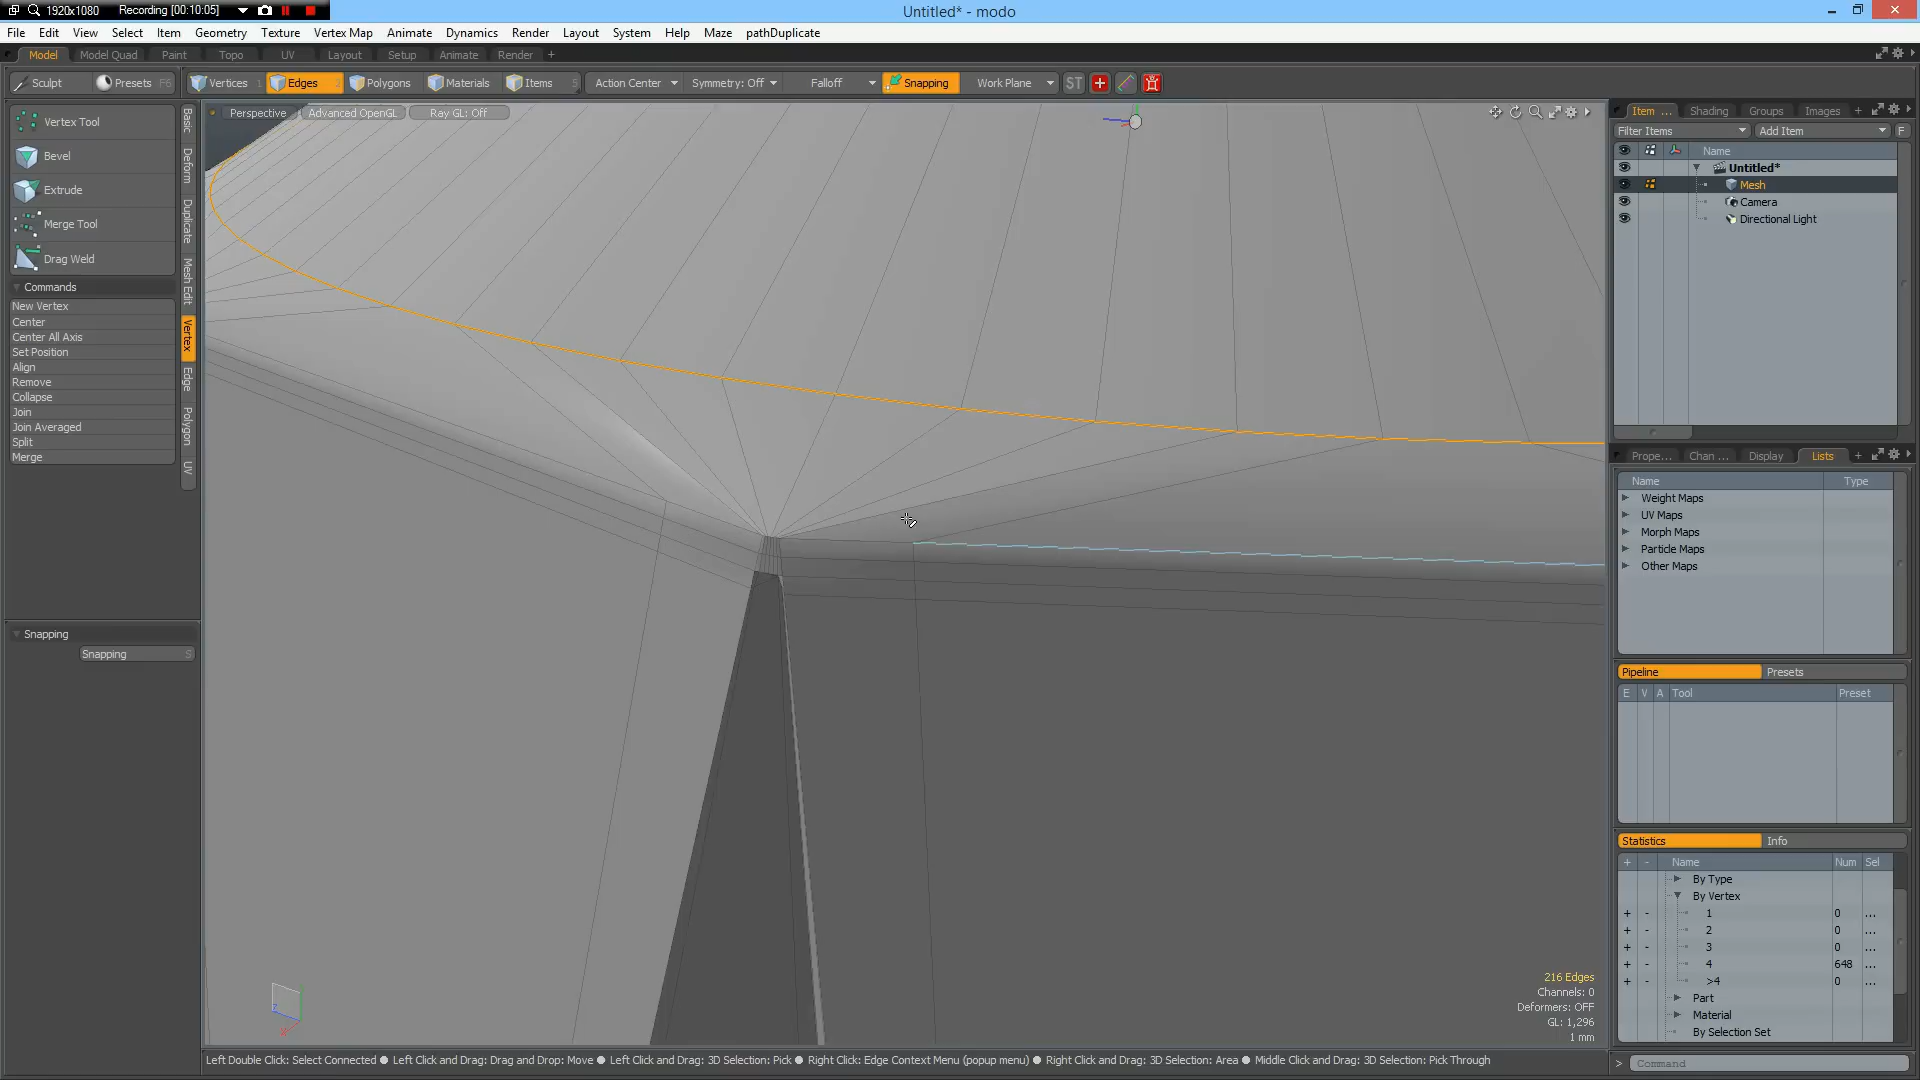 1920x1080 Recording [00:10:05]
Untitled* - modo
File Edit View Select Item Geometry Texture Vertex Map Animate Dynamics Render Layout System Help Maze pathDuplicate
Model Model Quad Paint Topo UV Layout Setup Animate Render +
Sculpt Presets F6 Vertices 1 Edges 2 Polygons 3 Materials Items 5 Action Center Symmetry: Off Falloff Snapping Work Plane ST
Perspective Advanced OpenGL Ray GL: Off
Vertex Tool
Bevel
Extrude
Merge Tool
Drag Weld
Commands
New Vertex
Center
Center All Axis
Set Position
Align
Remove
Collapse
Join
Join Averaged
Split
Merge
Basic
Deform
Duplicate
Mesh Edit
Vertex
Edge
Polygon
UV
Snapping
Snapping S
216 Edges
Channels: 0
Deformers: OFF
GL: 1,296
1 mm
Item ... Shading Groups Images +
Filter Items Add Item F
Name
Untitled*
Mesh
Camera
Directional Light
Prope... Chan ... Display Lists +
Name Type
Weight Maps
UV Maps
Morph Maps
Particle Maps
Other Maps
Pipeline Presets
E V A Tool Preset
Statistics Info
+ - Name Num Sel
By Type
By Vertex
+ - 1 0 ...
+ - 2 0 ...
+ - 3 0 ...
+ - 4 648 ...
+ - >4 0 ...
Part
Material
By Selection Set
Left Double Click: Select Connected ● Left Click and Drag: Drag and Drop: Move ● Left Click and Drag: 3D Selection: Pick ● Right Click: Edge Context Menu (popup menu) ● Right Click and Drag: 3D Selection: Area ● Middle Click and Drag: 3D Selection: Pick Through
> Command